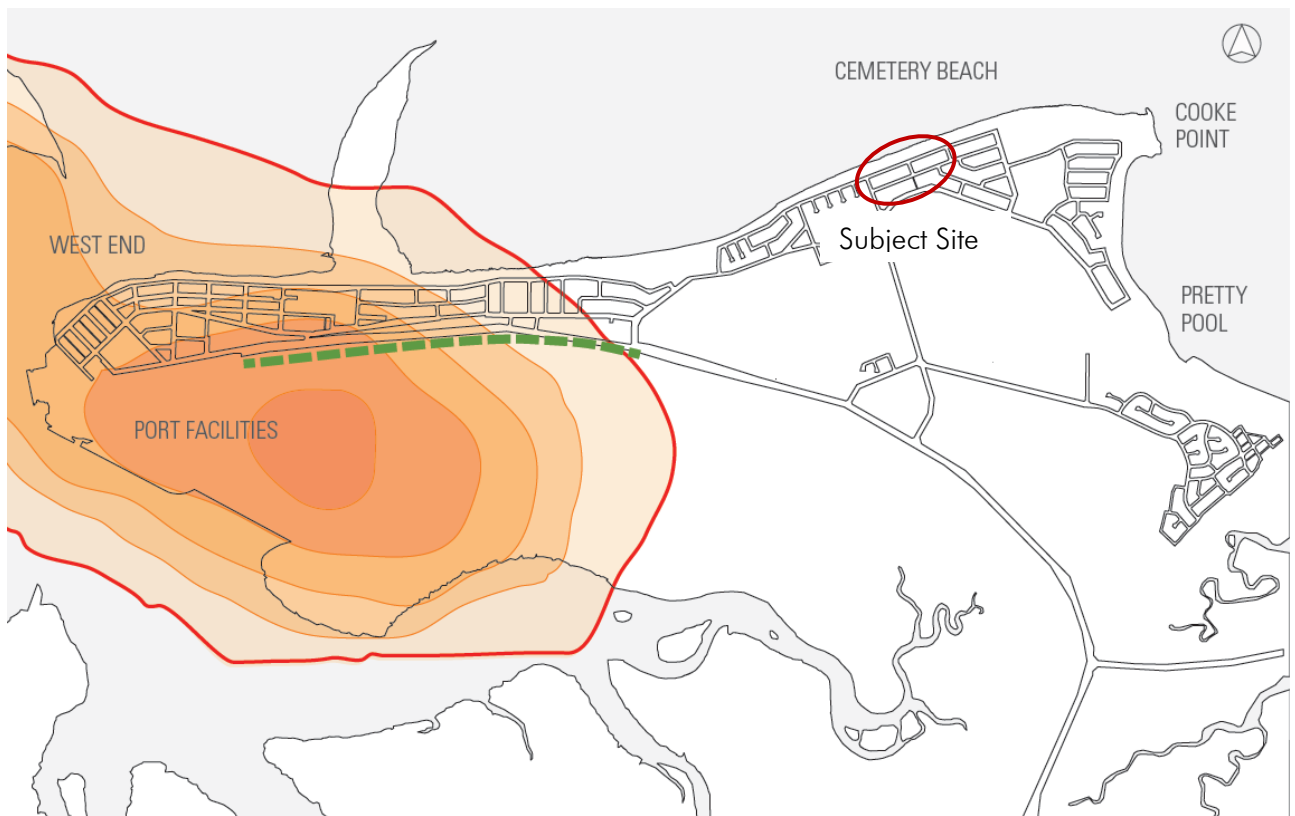 CEMETERY BEACH
COOKE
POINT
WEST END
Subject Site
PRETTY
POOL
PORT FACILITIES